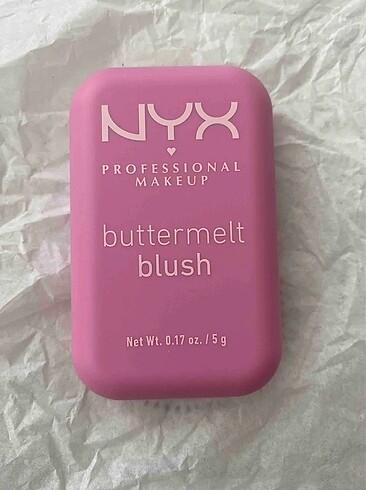 NYX
PROFESSIONAL
MAKEUP
buttermelt
blush
Net Wt. 0.17 oz. / 5 g